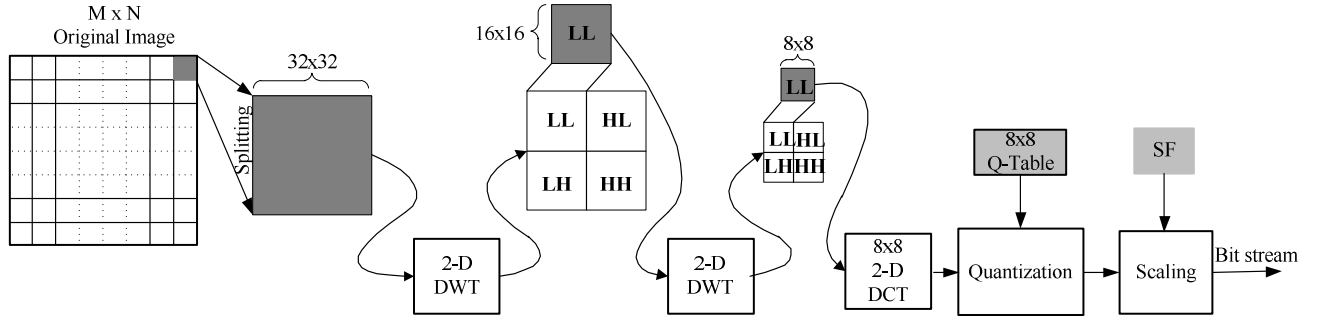 M x N
Original Image
32x32
Splitting
16x16
LL
LL
HL
LH
HH
2-D
DWT
2-D
DWT
8x8
LL
LL
HL
LH
HH
8x8
2-D
DCT
8x8
Q-Table
Quantization
SF
Scaling
Bit stream